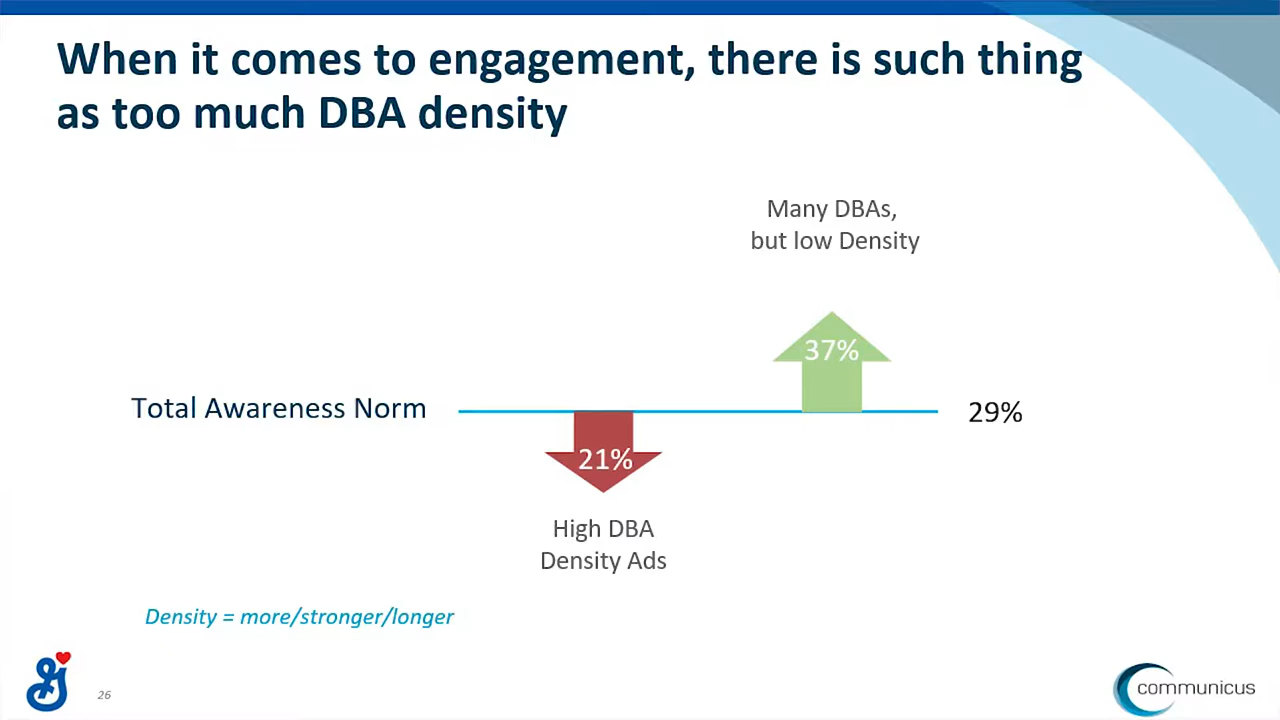 When it comes to engagement, there is such thing
as too much DBA density
Many DBAs,
but low Density
37%
Total Awareness Norm
29%
21%
High DBA
Density Ads
Density = more/stronger/longer
26
communicus